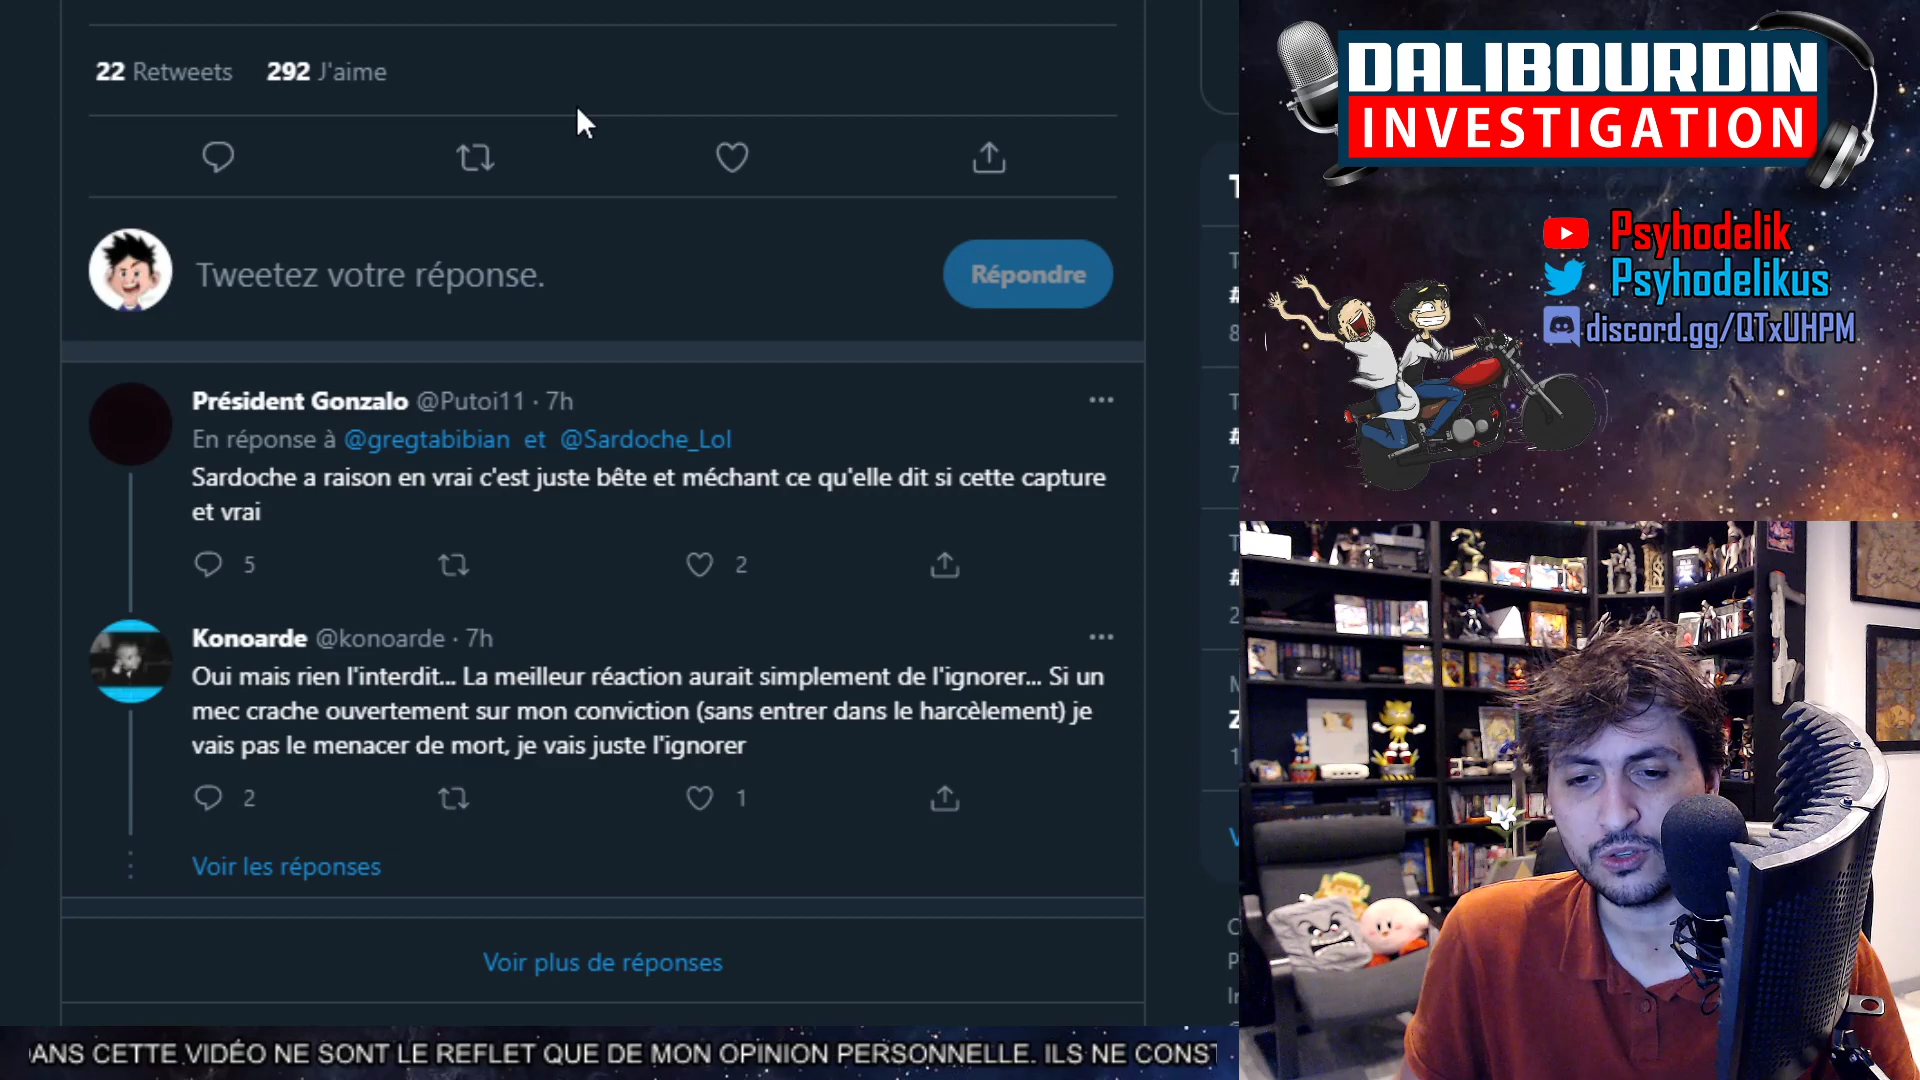 22 Retweets 292 J'aime
Tweetez votre réponse.
Répondre
Président Gonzalo @Putoi11 · 7h
En réponse à @gregtabibian et @Sardoche_Lol
Sardoche a raison en vrai c'est juste bête et méchant ce qu'elle dit si cette capture
et vrai
5
2
Konoarde @konoarde · 7h
Oui mais rien l'interdit... La meilleur réaction aurait simplement de l'ignorer... Si un
mec crache ouvertement sur mon conviction (sans entrer dans le harcèlement) je
vais pas le menacer de mort, je vais juste l'ignorer
2
1
Voir les réponses
Voir plus de réponses
DALIBOURDIN
INVESTIGATION
Psyhodelik
Psyhodelikus
discord.gg/QTxUHPM
DANS CETTE VIDÉO NE SONT LE REFLET QUE DE MON OPINION PERSONNELLE. ILS NE CONST